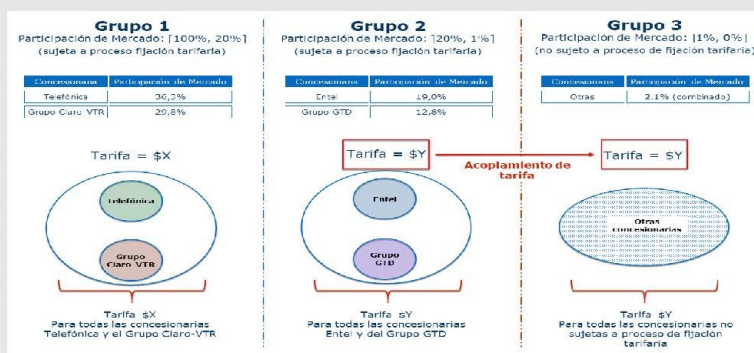 Grupo 1
Participación de Mercado: [100%, 20%]
(sujeta a proceso fijación tarifaria)
Concesionaria Participación de Mercado
Telefónica 36,3%
Grupo Claro VTR 29,8%
Tarifa = $X
Telefónica
Grupo
Claro VTR
Tarifa $X
Para todas las concesionarias
Telefónica y el Grupo Claro-VTR
Grupo 2
Participación de Mercado: ]20%, 1%]
(sujeta a proceso fijación tarifaria)
Concesionaria Participación de Mercado
Entel 19,0%
Grupo GTD 12,8%
Tarifa = $Y
Entel
Grupo
GTD
Tarifa $Y
Para todas las concesionarias
Entel y del Grupo GTD
Acoplamiento de
tarifa
Grupo 3
Participación de Mercado: ]1%, 0%]
(no sujeto a proceso de fijación tarifaria)
Concesionaria Participación de Mercado
Otras 2.1% (combinado)
Tarifa = $Y
Otras
concesionarias
Tarifa $Y
Para todas las concesionarias no
sujetas a proceso de fijación
tarifaria